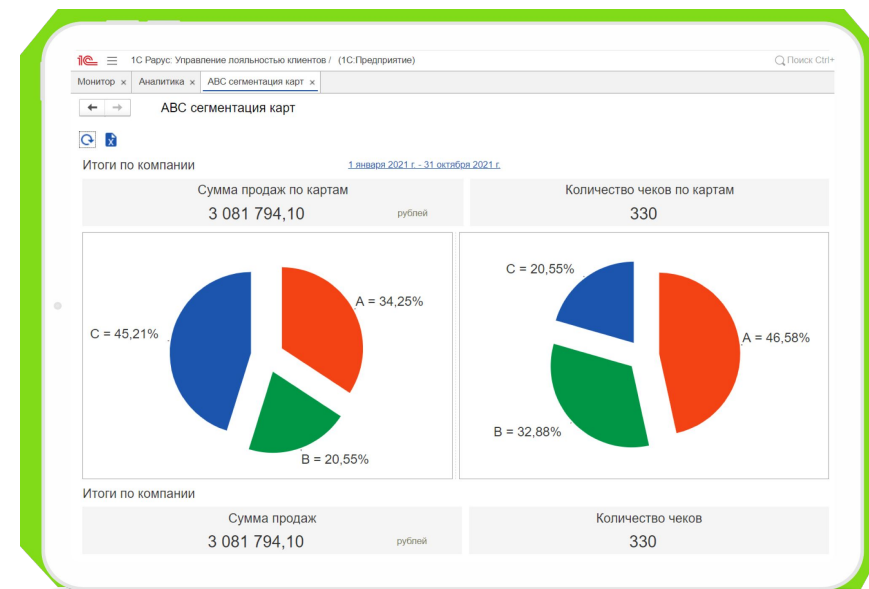 1С 1С Рарус: Управление лояльностью клиентов / (1С:Предприятие) Поиск Ctrl+
Монитор × Аналитика × ABC сегментация карт ×
← → ABC сегментация карт
Итоги по компании 1 января 2021 г. - 31 октября 2021 г.
Сумма продаж по картам Количество чеков по картам
3 081 794,10 рублей 330
C = 20,55%
A = 34,25%
C = 45,21% A = 46,58%
B = 32,88%
B = 20,55%
Итоги по компании
Сумма продаж Количество чеков
3 081 794,10 рублей 330